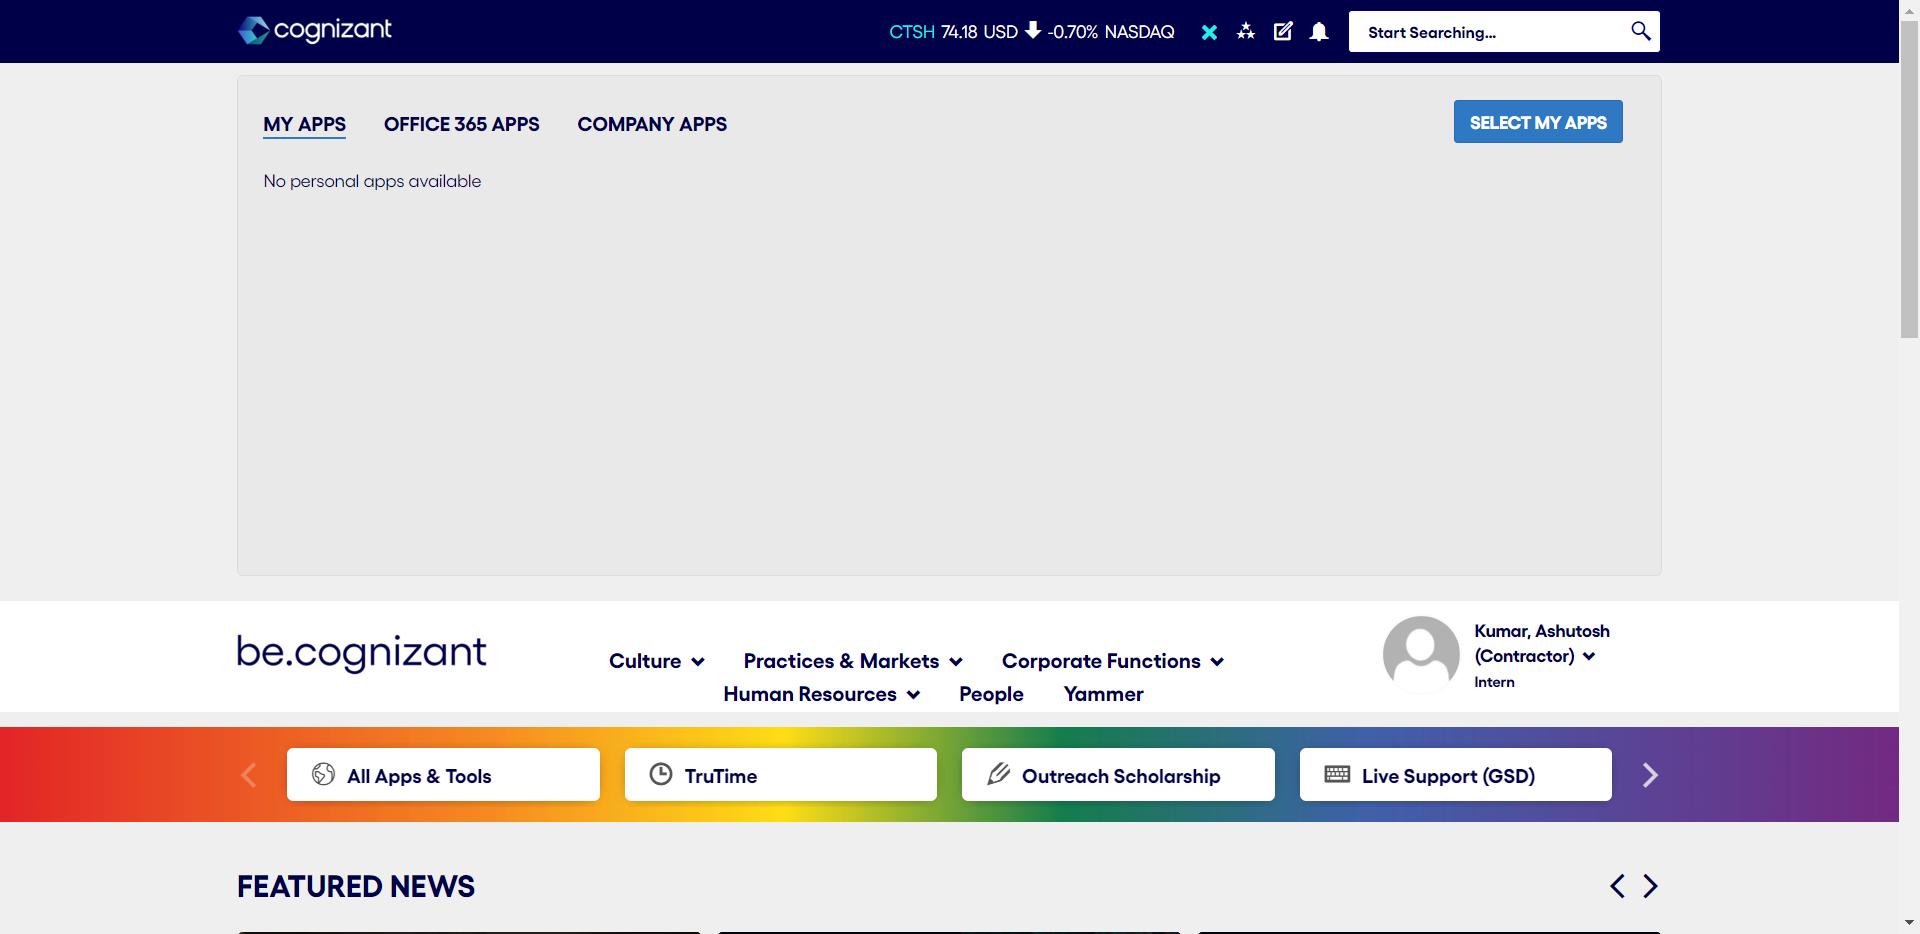 cognizant
CTSH 74.18 USD -0.70% NASDAQ
Start Searching...
MY APPS OFFICE 365 APPS COMPANY APPS
SELECT MY APPS
No personal apps available
be.cognizant
Culture Practices & Markets Corporate Functions
Human Resources People Yammer
Kumar, Ashutosh
(Contractor)
Intern
All Apps & Tools TruTime Outreach Scholarship Live Support (GSD)
FEATURED NEWS